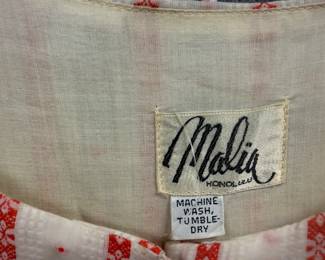 Malia
HONOLULU
MACHINE
WASH,
TUMBLE-
DRY